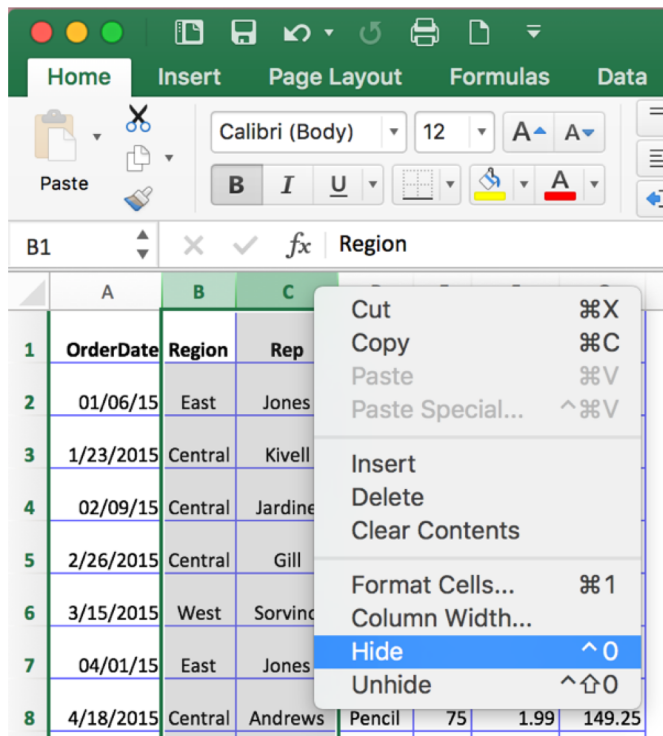 Home Insert Page Layout Formulas Data
Calibri (Body) 12 A A
Paste
B I U A
B1 fx Region
A B C
1 OrderDate Region Rep
2 01/06/15 East Jones
3 1/23/2015 Central Kivell
4 02/09/15 Central Jardine
5 2/26/2015 Central Gill
6 3/15/2015 West Sorvino
7 04/01/15 East Jones
8 4/18/2015 Central Andrews Pencil 75 1.99 149.25
Cut ⌘X
Copy ⌘C
Paste ⌘V
Paste Special... ^⌘V
Insert
Delete
Clear Contents
Format Cells... ⌘1
Column Width...
Hide ^0
Unhide ^⇧0